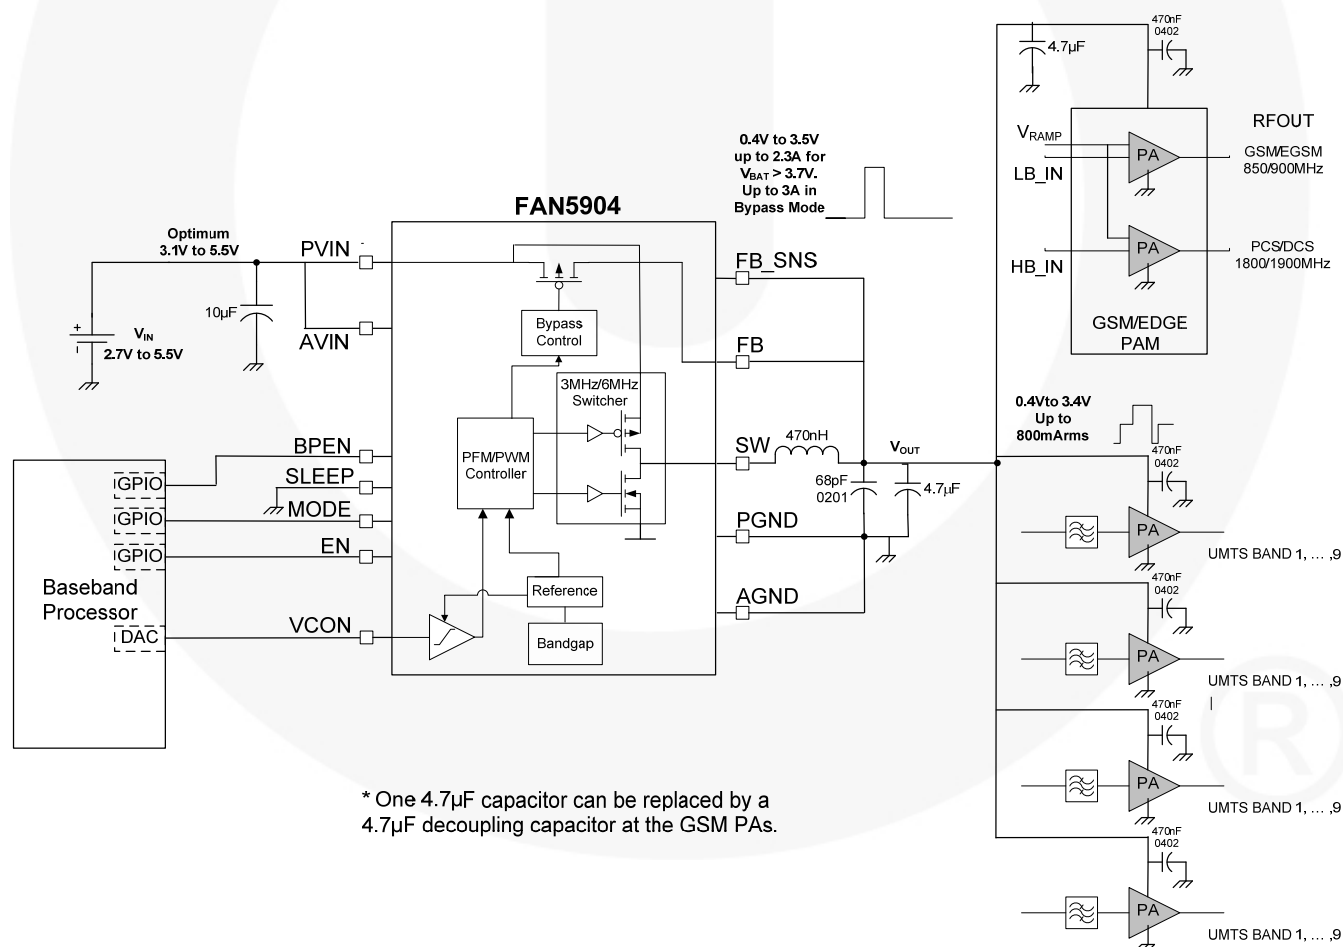 470nF
0402
4.7µF
RFOUT
VRAMP
PA
GSM/EGSM
850/900MHz
LB_IN
PA
PCS/DCS
1800/1900MHz
HB_IN
GSM/EDGE
PAM
0.4V to 3.5V
up to 2.3A for
VBAT > 3.7V.
Up to 3A in
Bypass Mode
FAN5904
Optimum
3.1V to 5.5V
PVIN
10µF
AVIN
+
VIN
2.7V to 5.5V
Bypass
Control
3MHz/6MHz
Switcher
PFM/PWM
Controller
Reference
Bandgap
FB_SNS
FB
SW
470nH
VOUT
68pF
0201
4.7µF
PGND
AGND
BPEN
SLEEP
MODE
EN
VCON
GPIO
GPIO
GPIO
DAC
Baseband
Processor
0.4Vto 3.4V
Up to
800mArms
470nF
0402
PA
UMTS BAND 1, ... ,9
470nF
0402
PA
UMTS BAND 1, ... ,9
470nF
0402
PA
UMTS BAND 1, ... ,9
470nF
0402
PA
UMTS BAND 1, ... ,9
* One 4.7µF capacitor can be replaced by a
4.7µF decoupling capacitor at the GSM PAs.
®